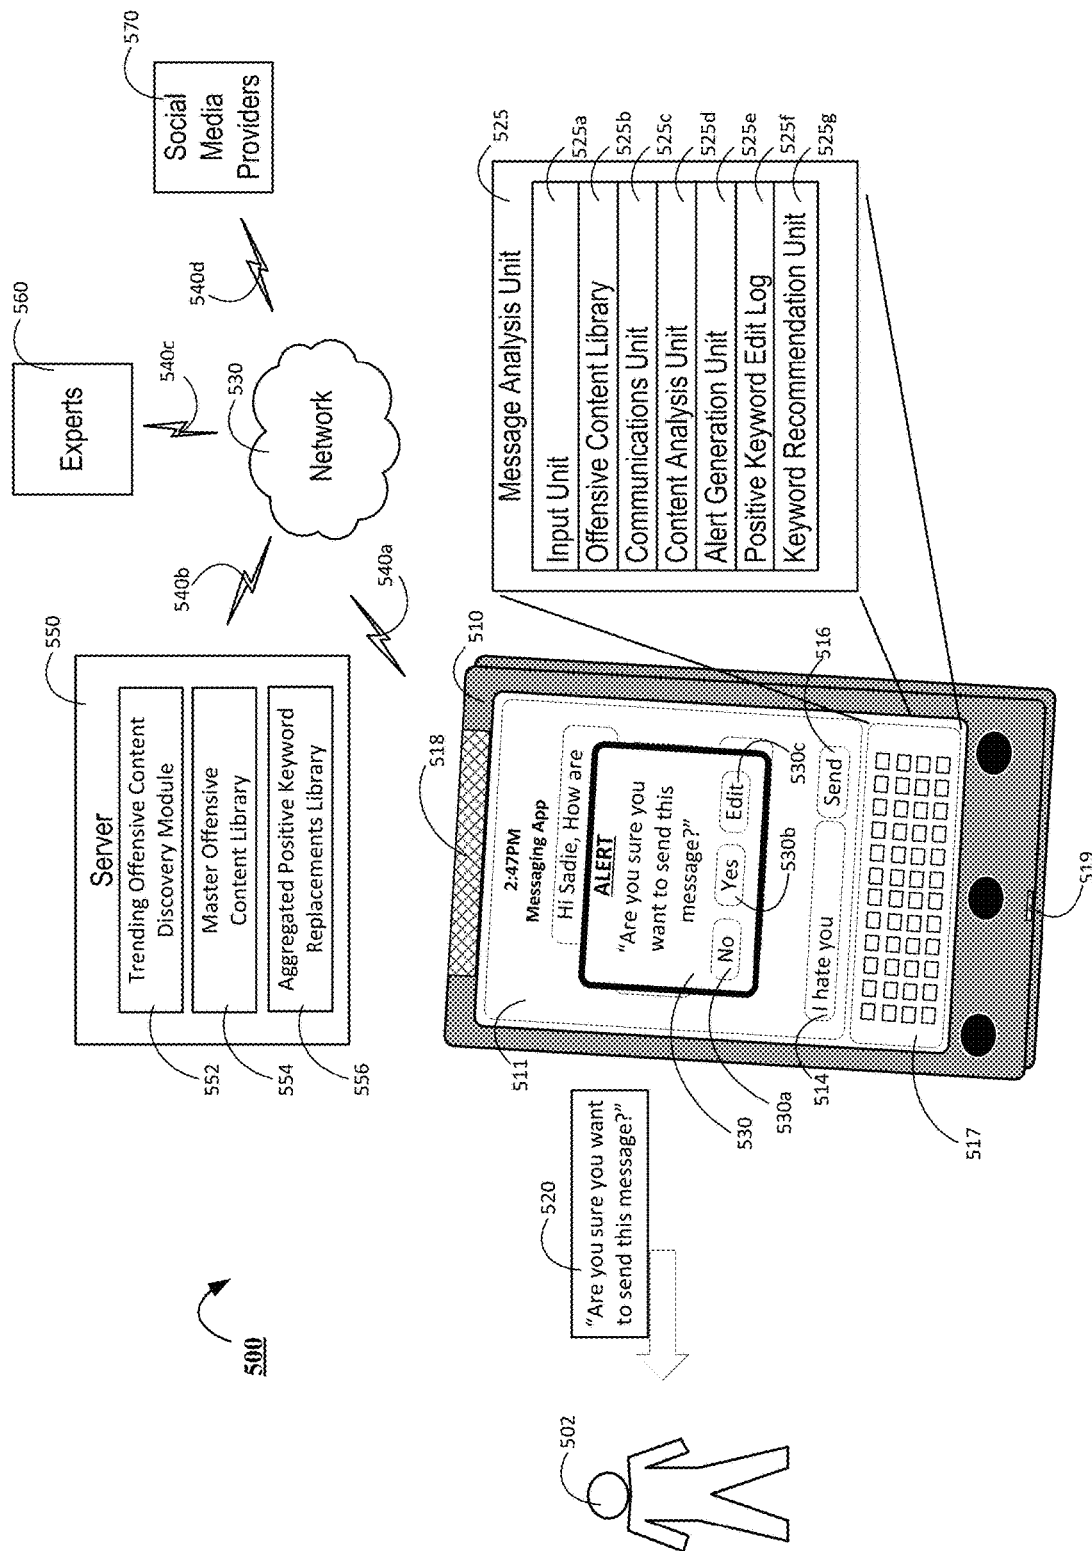 500
550
Server
Trending Offensive Content
Discovery Module
Master Offensive
Content Library
Aggregated Positive Keyword
Replacements Library
552
554
556
560
Experts
570
Social
Media
Providers
540b
540c
540d
530
Network
540a
502
520
"Are you sure you want
to send this message?"
518
510
511
2:47PM
Messaging App
Hi Sadie, How are
ALERT
"Are you sure you
want to send this
message?"
No
Yes
Edit
530
530a
530b
530c
I hate you
Send
514
516
517
519
525
Message Analysis Unit
Input Unit
Offensive Content Library
Communications Unit
Content Analysis Unit
Alert Generation Unit
Positive Keyword Edit Log
Keyword Recommendation Unit
525a
525b
525c
525d
525e
525f
525g